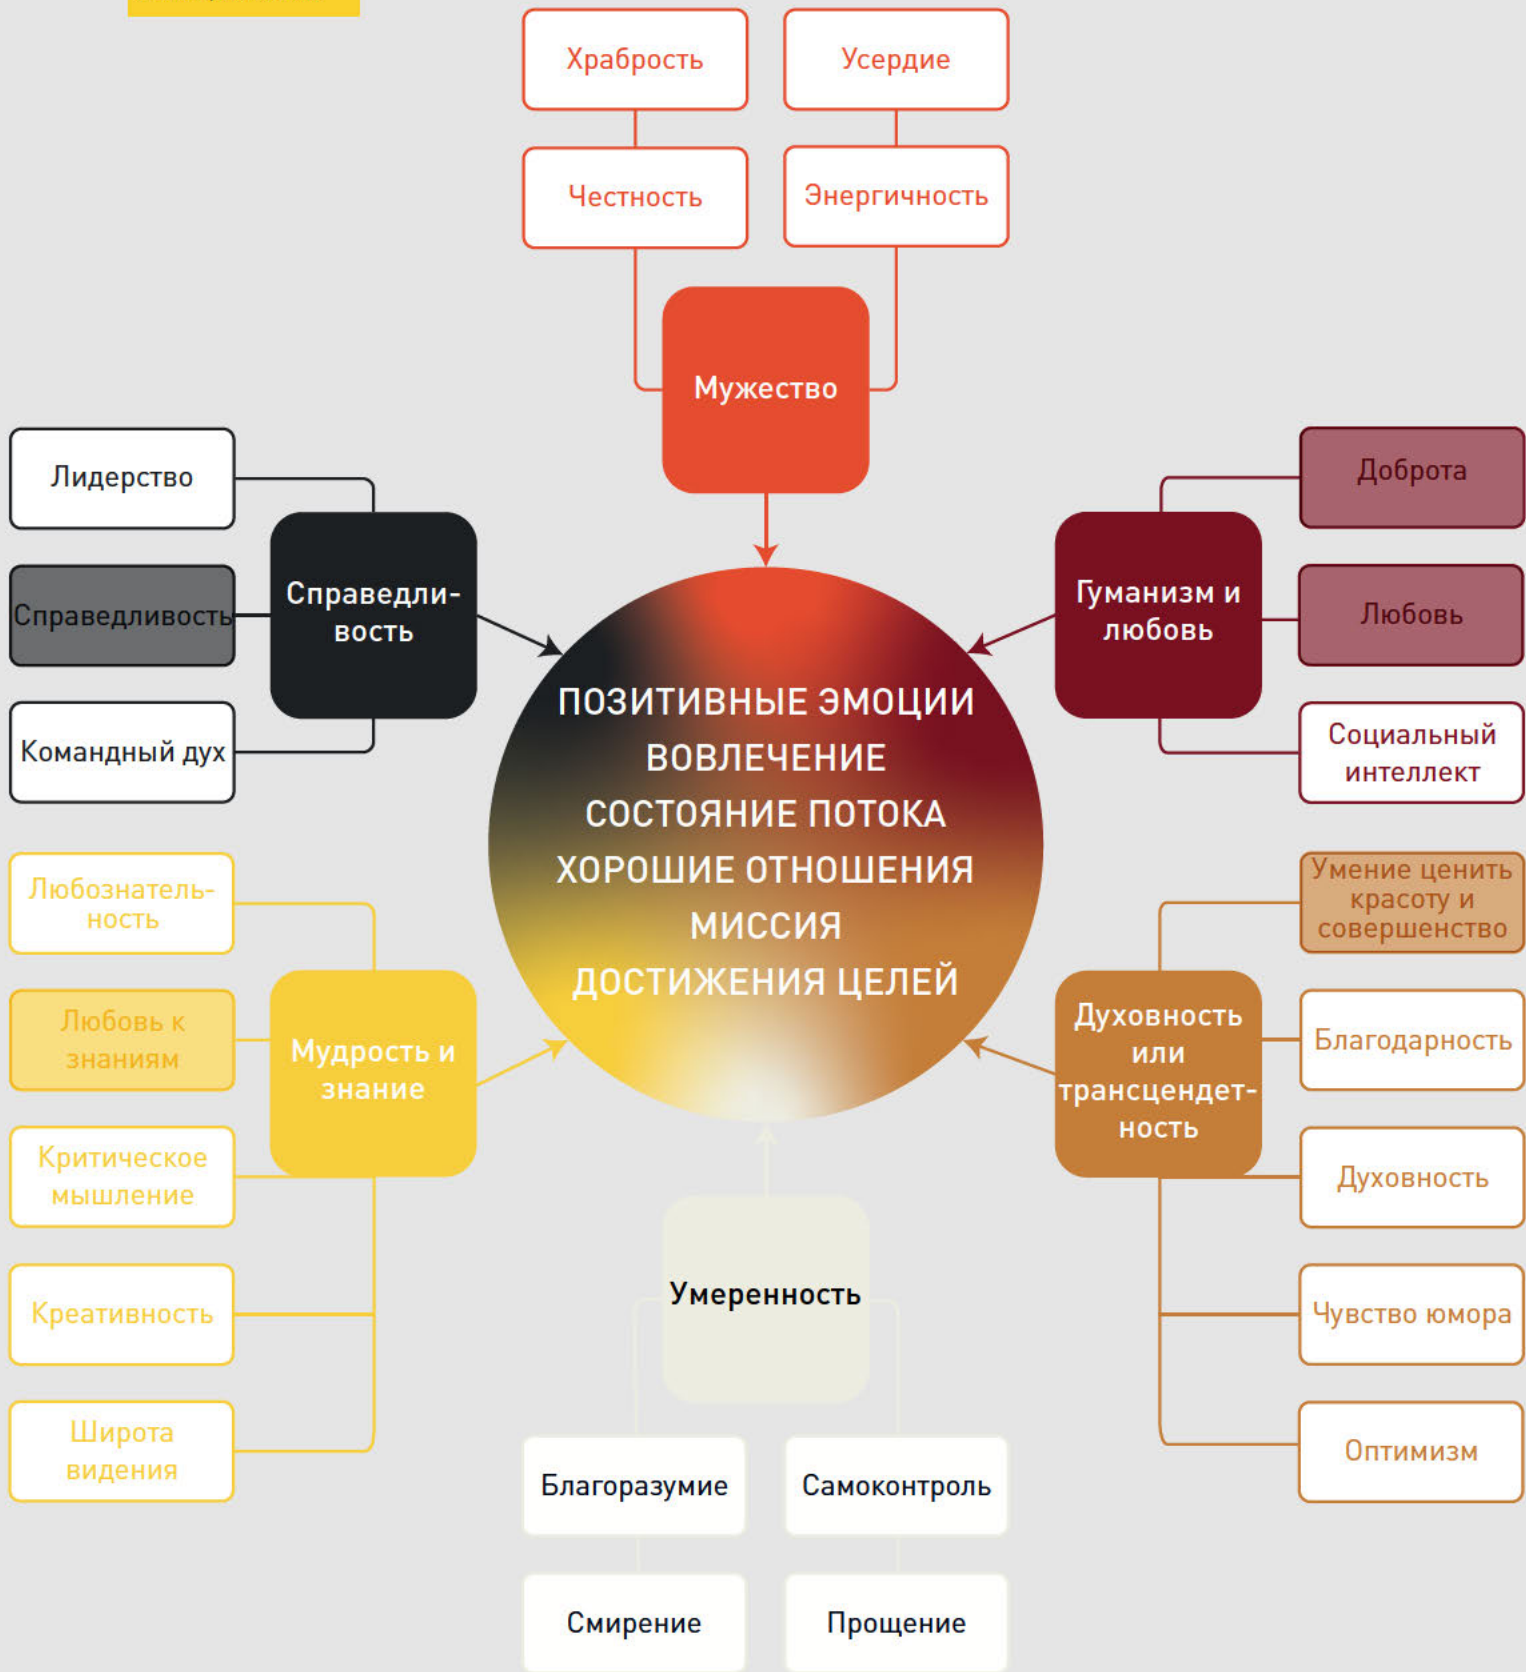 Храбрость
Усердие
Честность
Энергичность
Мужество
Лидерство
Справедливость
Командный дух
Справедли-
вость
Доброта
Любовь
Социальный
интеллект
Гуманизм и
любовь
ПОЗИТИВНЫЕ ЭМОЦИИ
ВОВЛЕЧЕНИЕ
СОСТОЯНИЕ ПОТОКА
ХОРОШИЕ ОТНОШЕНИЯ
МИССИЯ
ДОСТИЖЕНИЯ ЦЕЛЕЙ
Любознатель-
ность
Любовь к
знаниям
Критическое
мышление
Креативность
Широта
видения
Мудрость и
знание
Умение ценить
красоту и
совершенство
Благодарность
Духовность
Чувство юмора
Оптимизм
Духовность
или
трансцендет-
ность
Умеренность
Благоразумие
Самоконтроль
Смирение
Прощение